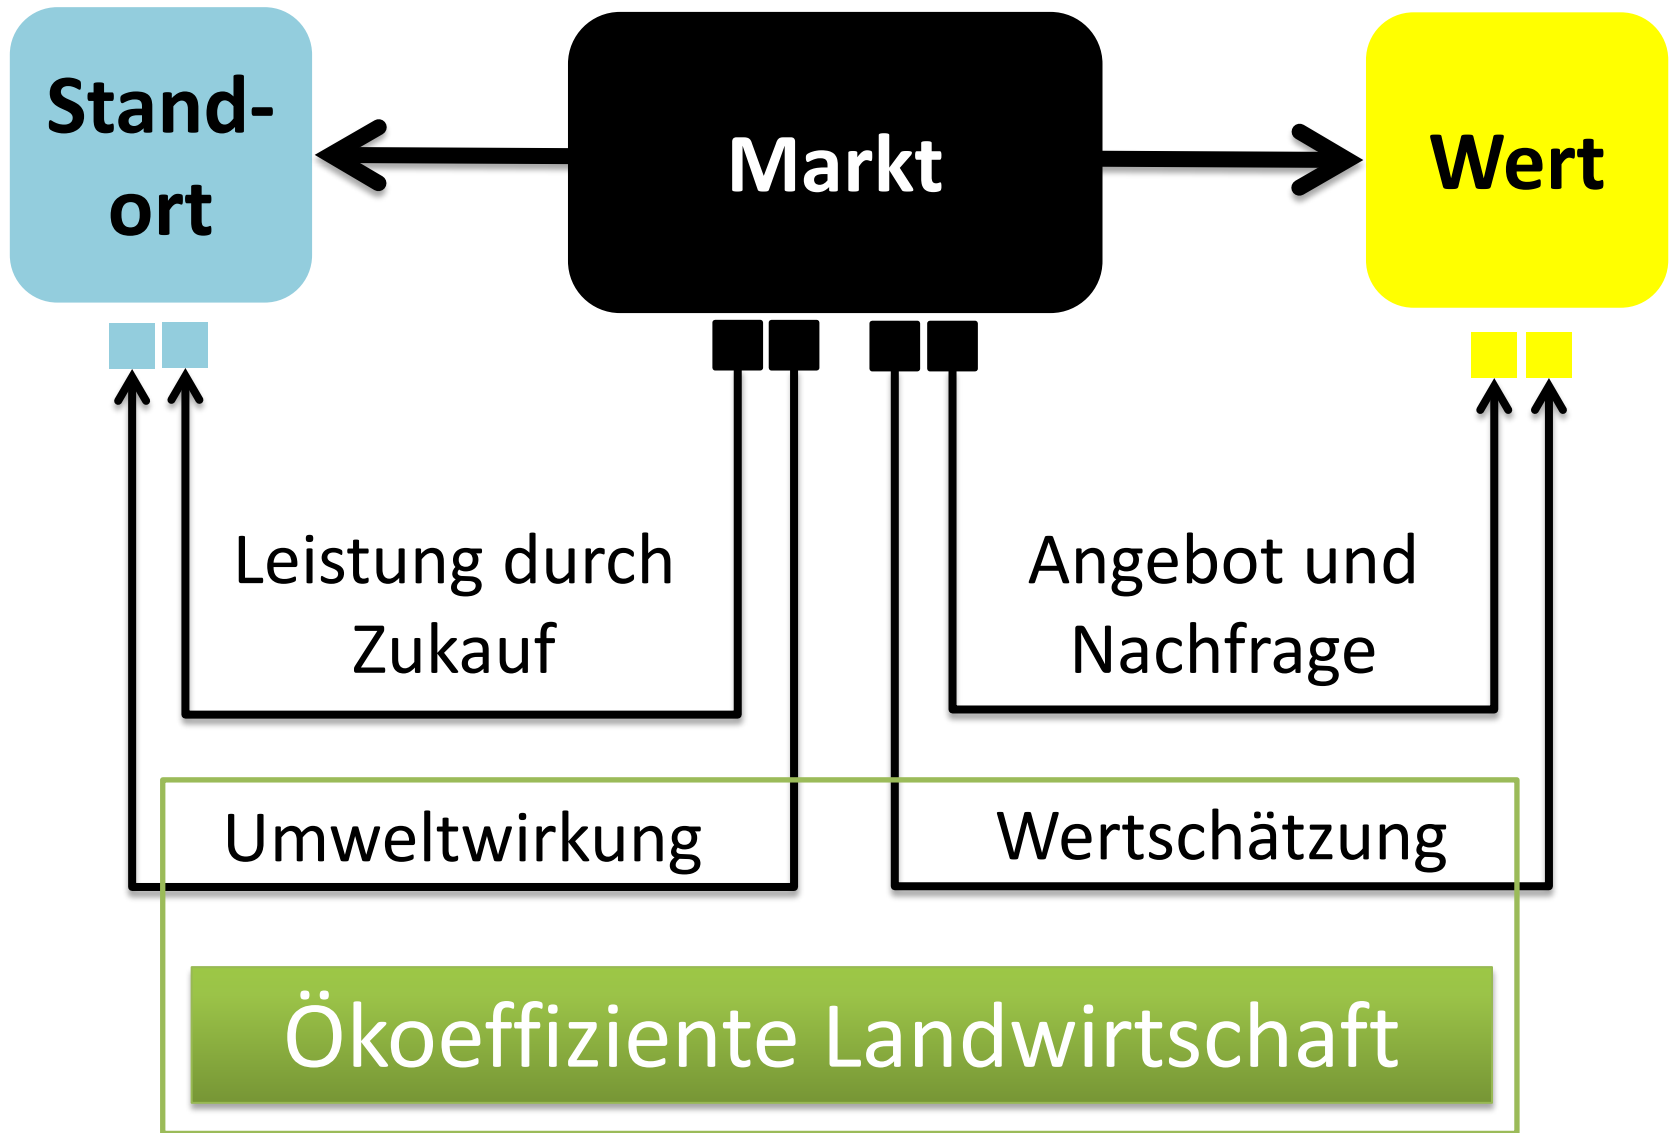 Stand-
ort
Markt
Wert
Leistung durch
Zukauf
Angebot und
Nachfrage
Umweltwirkung
Wertschätzung
Ökoeffiziente Landwirtschaft